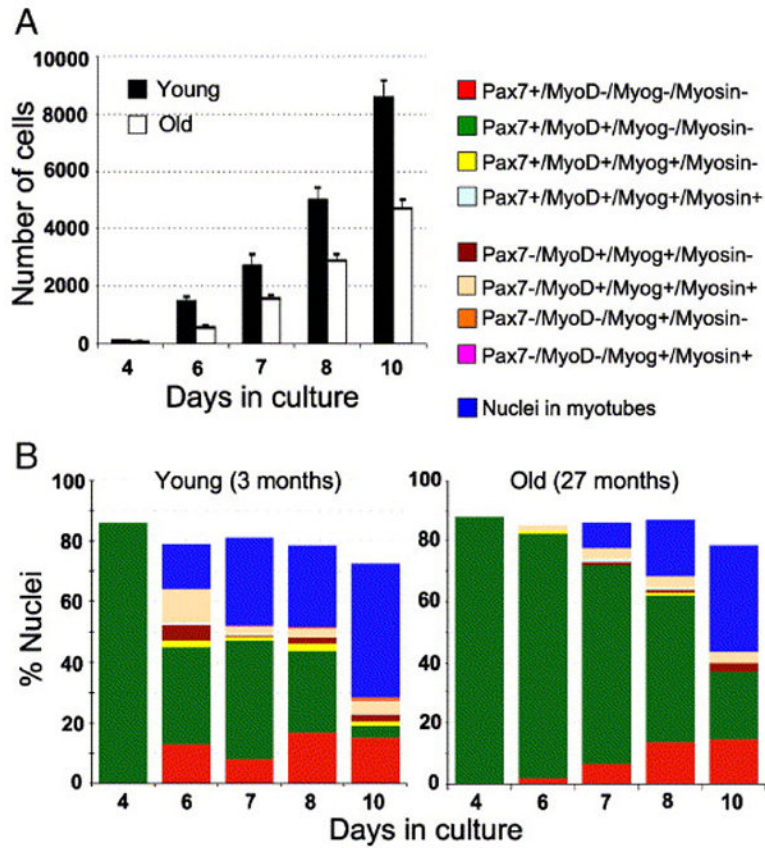 A
10000
8000
6000
4000
2000
0
Number of cells
Young
Old
4 6 7 8 10
Days in culture
Pax7+/MyoD-/Myog-/Myosin-
Pax7+/MyoD+/Myog-/Myosin-
Pax7+/MyoD+/Myog+/Myosin-
Pax7+/MyoD+/Myog+/Myosin+
Pax7-/MyoD+/Myog+/Myosin-
Pax7-/MyoD+/Myog+/Myosin+
Pax7-/MyoD-/Myog+/Myosin-
Pax7-/MyoD-/Myog+/Myosin+
Nuclei in myotubes
B
Young (3 months)
100
80
60
40
20
0
% Nuclei
4 6 7 8 10
Old (27 months)
100
80
60
40
20
0
4 6 7 8 10
Days in culture